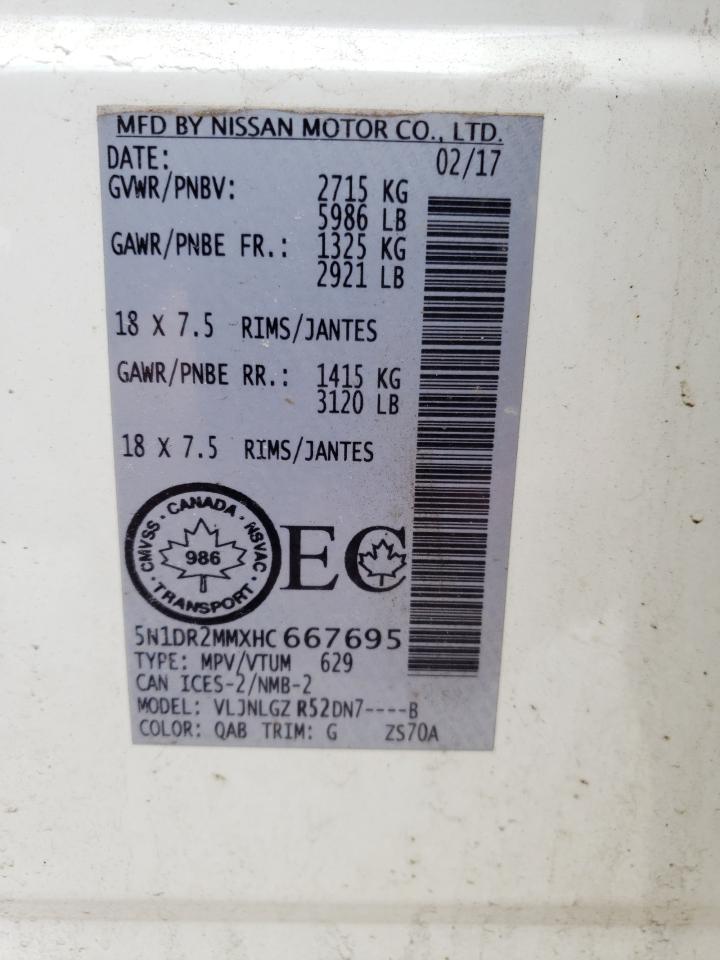 MFD BY NISSAN MOTOR CO., LTD.
DATE: 02/17
GVWR/PNBV: 2715 KG
5986 LB
GAWR/PNBE FR.: 1325 KG
2921 LB
18 X 7.5 RIMS/JANTES
GAWR/PNBE RR.: 1415 KG
3120 LB
18 X 7.5 RIMS/JANTES
CMVSS · CANADA · NSVAC · TRANSPORT ·
986
EC
5N1DR2MMXHC 667695
TYPE: MPV/VTUM 629
CAN ICES-2/NMB-2
MODEL: VLJNLGZ R52DN7----B
COLOR: QAB TRIM: G ZS70A